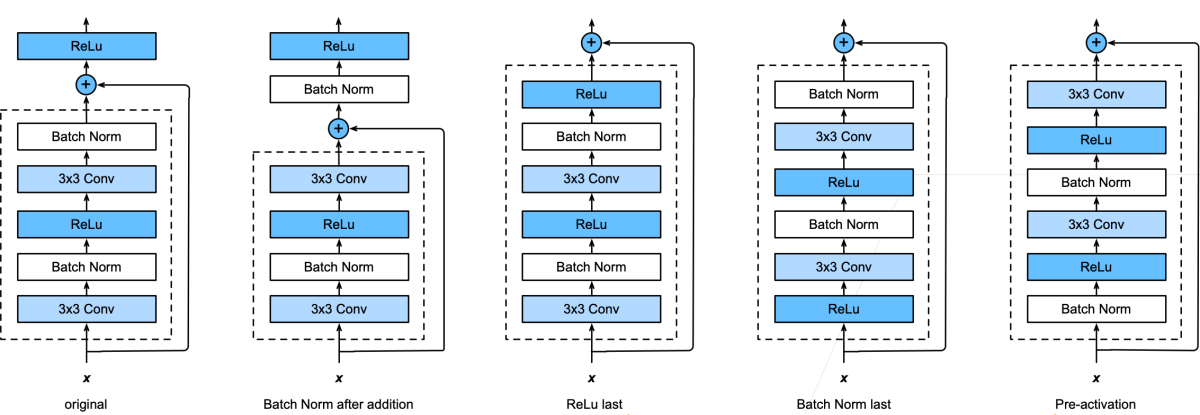 ReLu
+
Batch Norm
3x3 Conv
ReLu
Batch Norm
3x3 Conv
x
original
ReLu
Batch Norm
+
3x3 Conv
ReLu
Batch Norm
3x3 Conv
x
Batch Norm after addition
+
ReLu
Batch Norm
3x3 Conv
ReLu
Batch Norm
3x3 Conv
x
ReLu last
+
Batch Norm
3x3 Conv
ReLu
Batch Norm
3x3 Conv
ReLu
x
Batch Norm last
+
3x3 Conv
ReLu
Batch Norm
3x3 Conv
ReLu
Batch Norm
x
Pre-activation